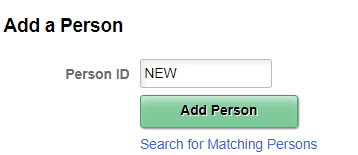 Add a Person
Person ID NEW
Add Person
Search for Matching Persons